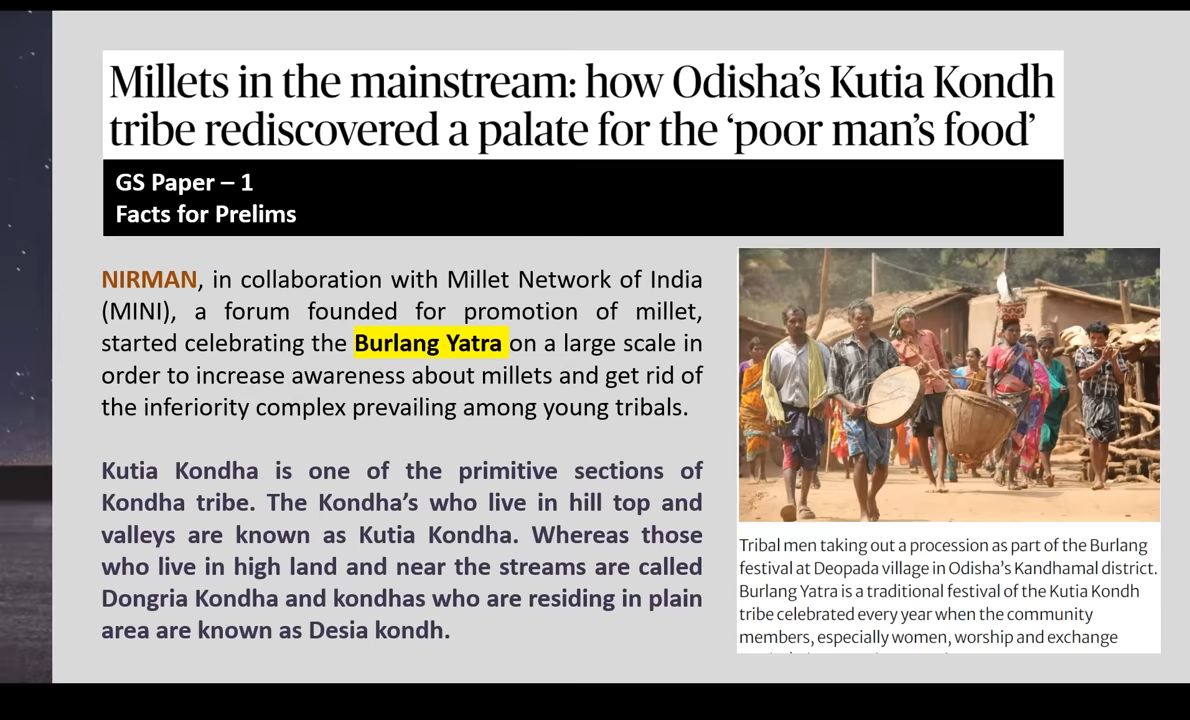 Millets in the mainstream: how Odisha’s Kutia Kondh
tribe rediscovered a palate for the ‘poor man’s food’
GS Paper – 1
Facts for Prelims
NIRMAN, in collaboration with Millet Network of India
(MINI), a forum founded for promotion of millet,
started celebrating the Burlang Yatra on a large scale in
order to increase awareness about millets and get rid of
the inferiority complex prevailing among young tribals.
Kutia Kondha is one of the primitive sections of
Kondha tribe. The Kondha’s who live in hill top and
valleys are known as Kutia Kondha. Whereas those
who live in high land and near the streams are called
Dongria Kondha and kondhas who are residing in plain
area are known as Desia kondh.
Tribal men taking out a procession as part of the Burlang
festival at Deopada village in Odisha’s Kandhamal district.
Burlang Yatra is a traditional festival of the Kutia Kondh
tribe celebrated every year when the community
members, especially women, worship and exchange